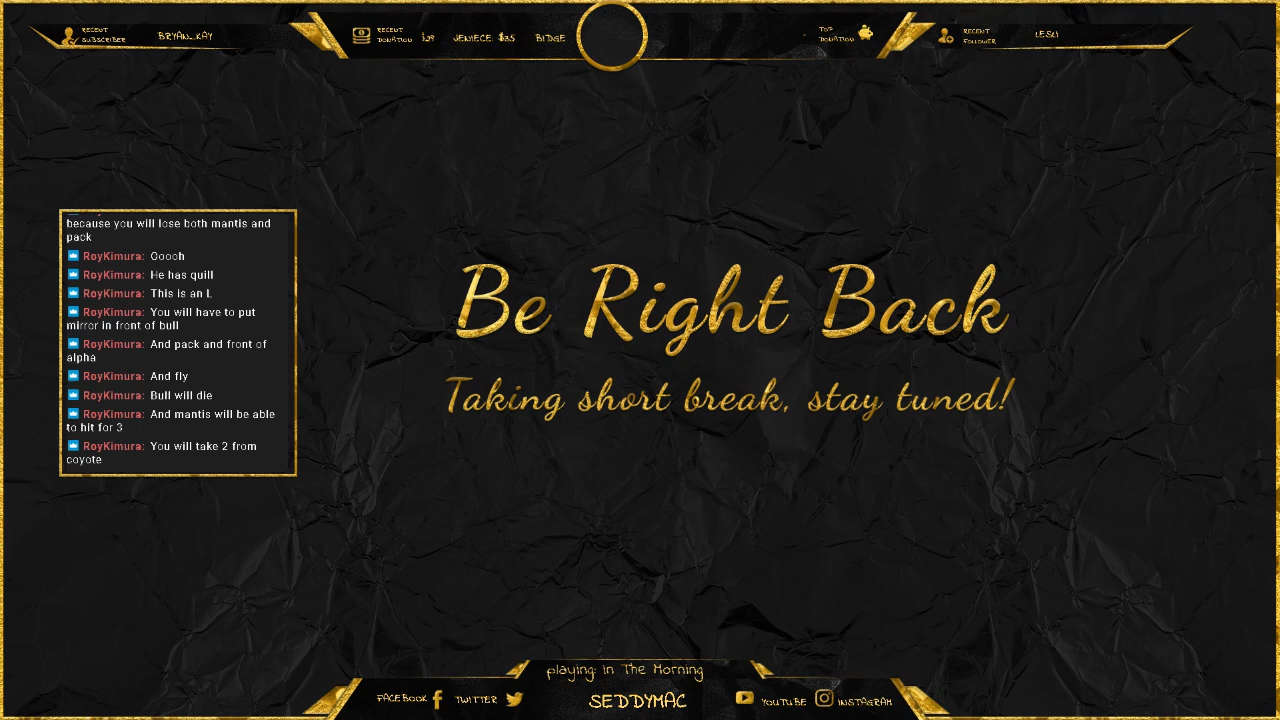 RECENT
SUBSCRIBER
BRYAN_KAY
RECENT
DONATION
JENIECE: $35
BIDGE
TOP
DONATION
RECENT
FOLLOWER
LESLI
because you will lose both mantis and
pack
RoyKimura: Ooooh
RoyKimura: He has quill
RoyKimura: This is an L
RoyKimura: You will have to put
mirror in front of bull
RoyKimura: And pack and front of
alpha
RoyKimura: And fly
RoyKimura: Bull will die
RoyKimura: And mantis will be able
to hit for 3
RoyKimura: You will take 2 from
coyote
Be Right Back
Taking short break, stay tuned!
playing: In The Morning
FACEBOOK
TWITTER
SEDDYMAC
YOUTUBE
INSTAGRAM